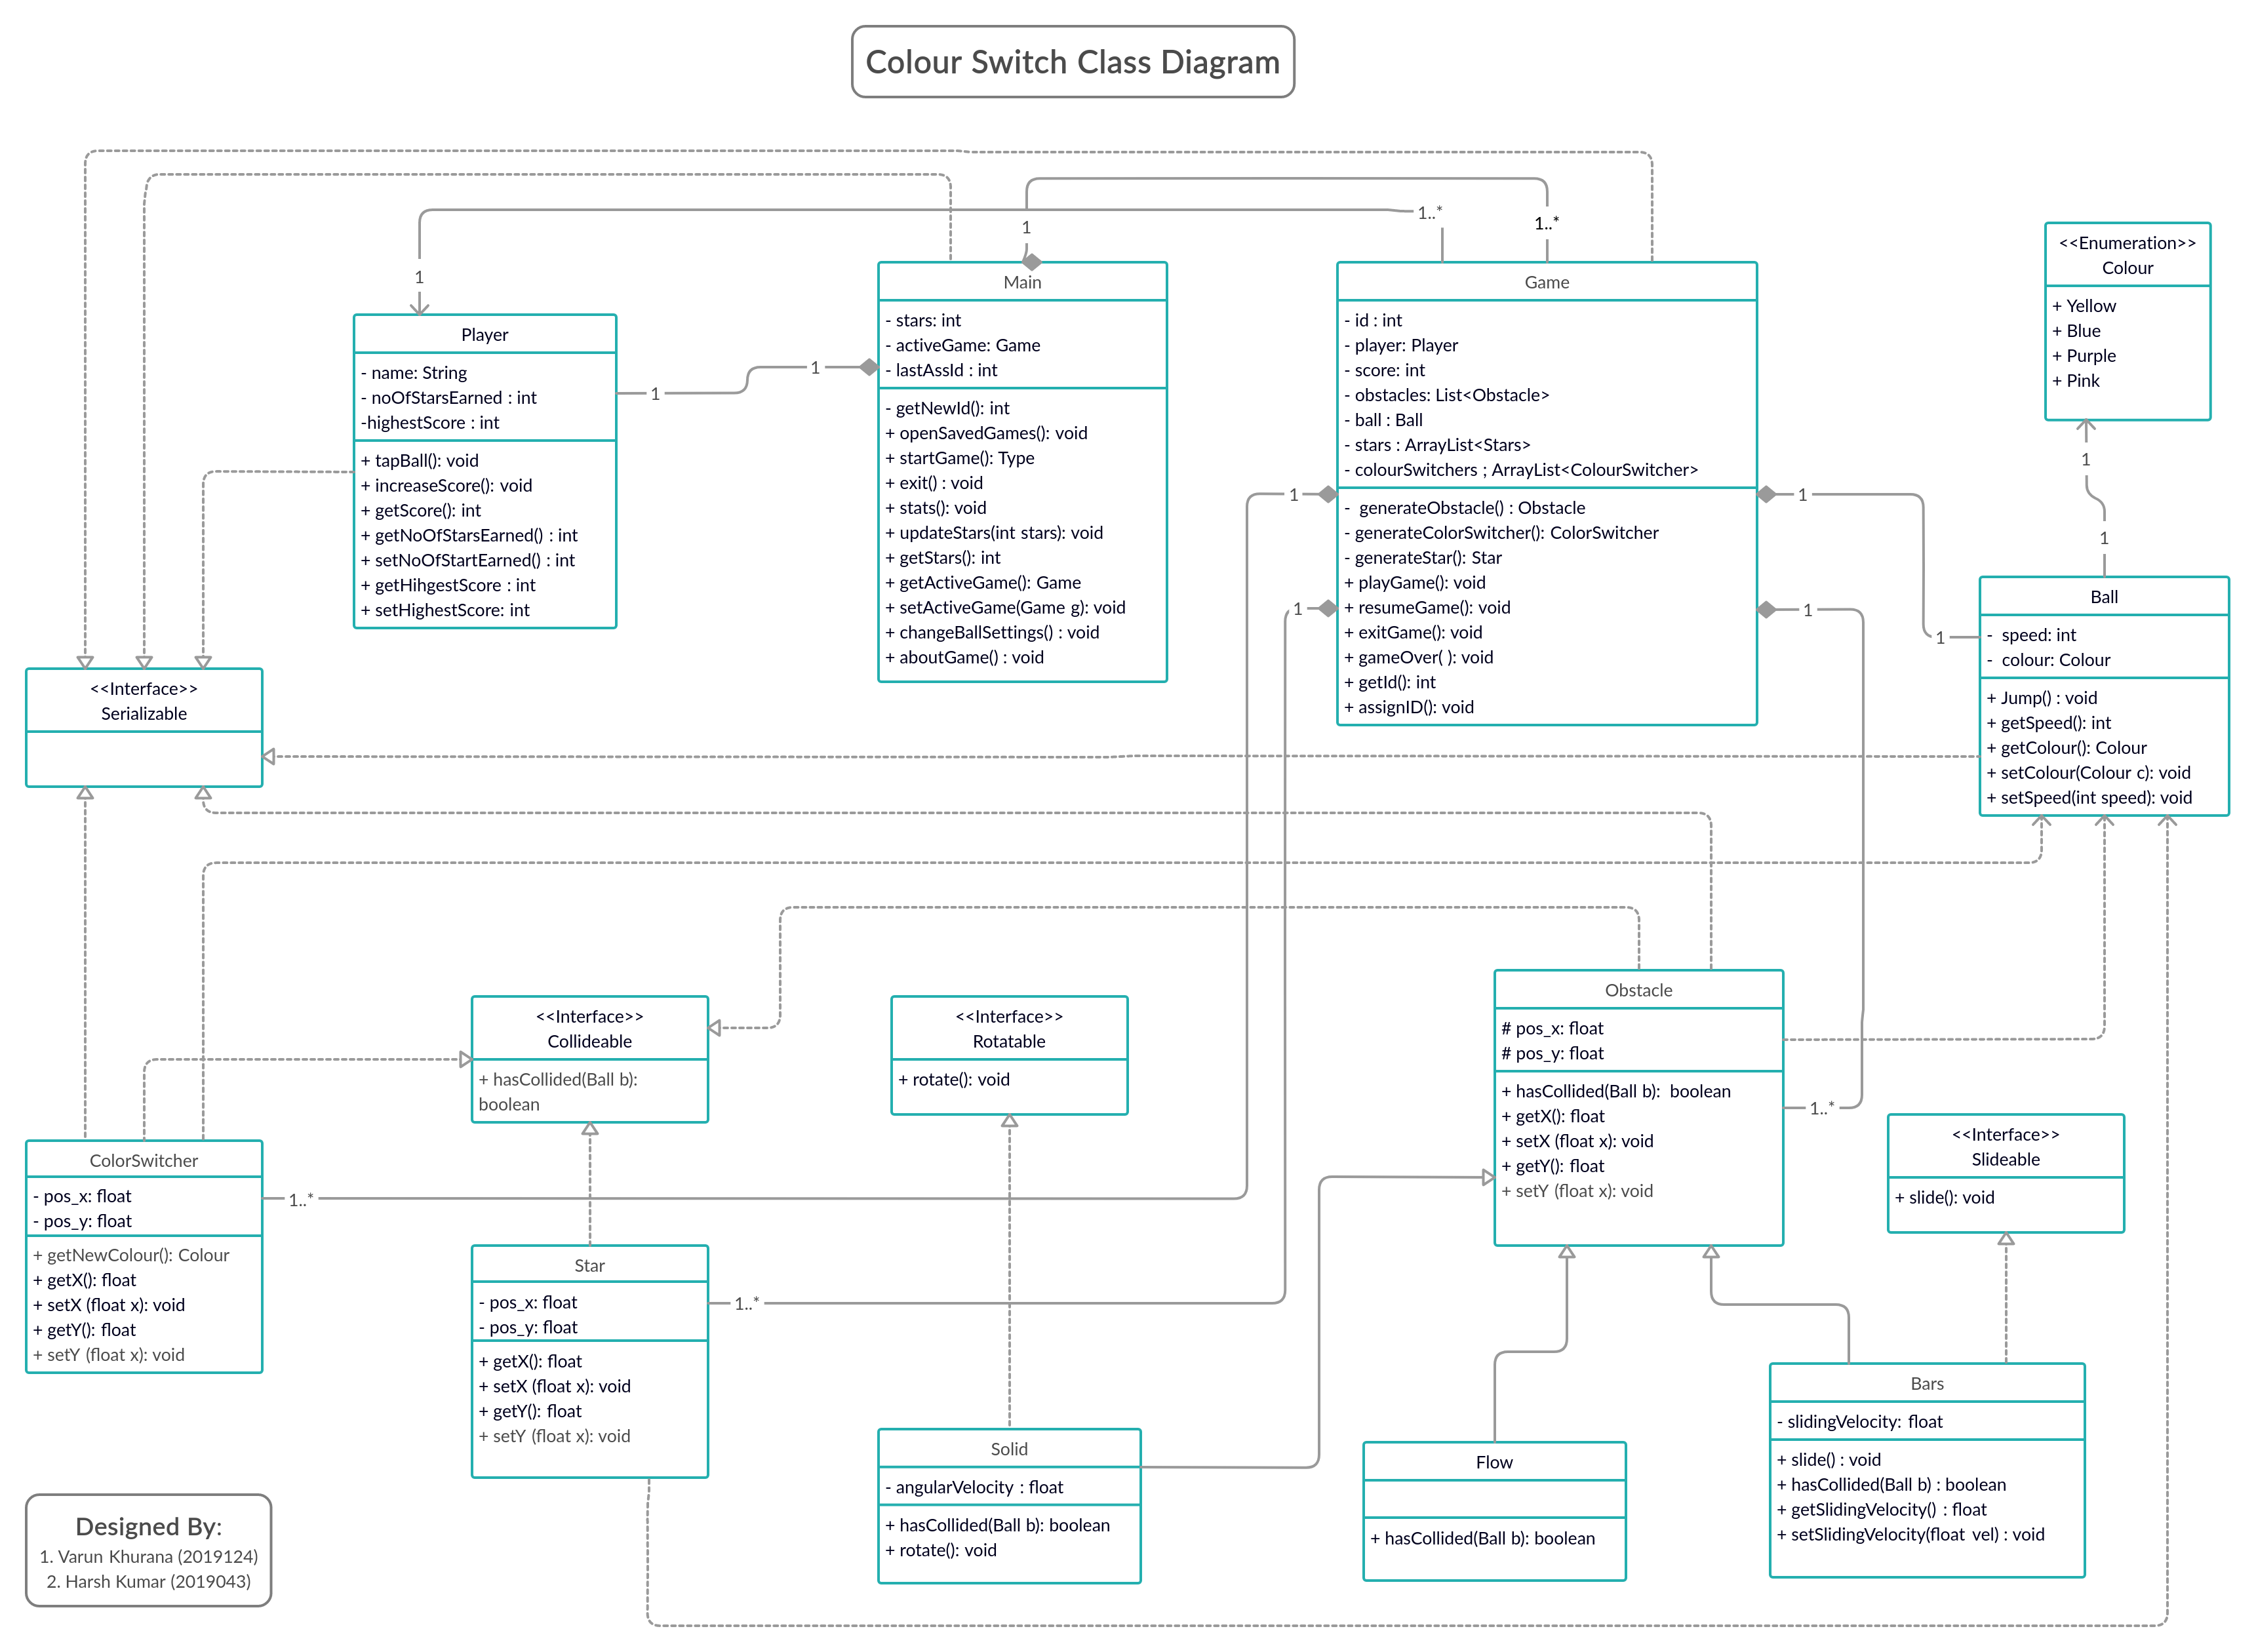 Colour Switch Class Diagram
1
1..*
1..*
1
<<Enumeration>>
Colour
+ Yellow
+ Blue
+ Purple
+ Pink
Player
- name: String
- noOfStarsEarned : int
-highestScore : int
+ tapBall(): void
+ increaseScore(): void
+ getScore(): int
+ getNoOfStarsEarned() : int
+ setNoOfStartEarned() : int
+ getHihgestScore : int
+ setHighestScore: int
1
1
Main
- stars: int
- activeGame: Game
- lastAssId : int
- getNewId(): int
+ openSavedGames(): void
+ startGame(): Type
+ exit() : void
+ stats(): void
+ updateStars(int stars): void
+ getStars(): int
+ getActiveGame(): Game
+ setActiveGame(Game g): void
+ changeBallSettings() : void
+ aboutGame() : void
Game
- id : int
- player: Player
- score: int
- obstacles: List<Obstacle>
- ball : Ball
- stars : ArrayList<Stars>
- colourSwitchers ; ArrayList<ColourSwitcher>
- generateObstacle() : Obstacle
- generateColorSwitcher(): ColorSwitcher
- generateStar(): Star
+ playGame(): void
+ resumeGame(): void
+ exitGame(): void
+ gameOver( ): void
+ getId(): int
+ assignID(): void
1
1
1
1
1
1
1
Ball
- speed: int
- colour: Colour
+ Jump() : void
+ getSpeed(): int
+ getColour(): Colour
+ setColour(Colour c): void
+ setSpeed(int speed): void
<<Interface>>
Serializable
<<Interface>>
Collideable
+ hasCollided(Ball b):
boolean
<<Interface>>
Rotatable
+ rotate(): void
Obstacle
# pos_x: float
# pos_y: float
+ hasCollided(Ball b): boolean
+ getX(): float
+ setX (float x): void
+ getY(): float
+ setY (float x): void
1..*
<<Interface>>
Slideable
+ slide(): void
ColorSwitcher
- pos_x: float
- pos_y: float
+ getNewColour(): Colour
+ getX(): float
+ setX (float x): void
+ getY(): float
+ setY (float x): void
1..*
Star
- pos_x: float
- pos_y: float
+ getX(): float
+ setX (float x): void
+ getY(): float
+ setY (float x): void
1..*
Solid
- angularVelocity : float
+ hasCollided(Ball b): boolean
+ rotate(): void
Flow
+ hasCollided(Ball b): boolean
Bars
- slidingVelocity: float
+ slide() : void
+ hasCollided(Ball b) : boolean
+ getSlidingVelocity() : float
+ setSlidingVelocity(float vel) : void
Designed By:
1. Varun Khurana (2019124)
2. Harsh Kumar (2019043)